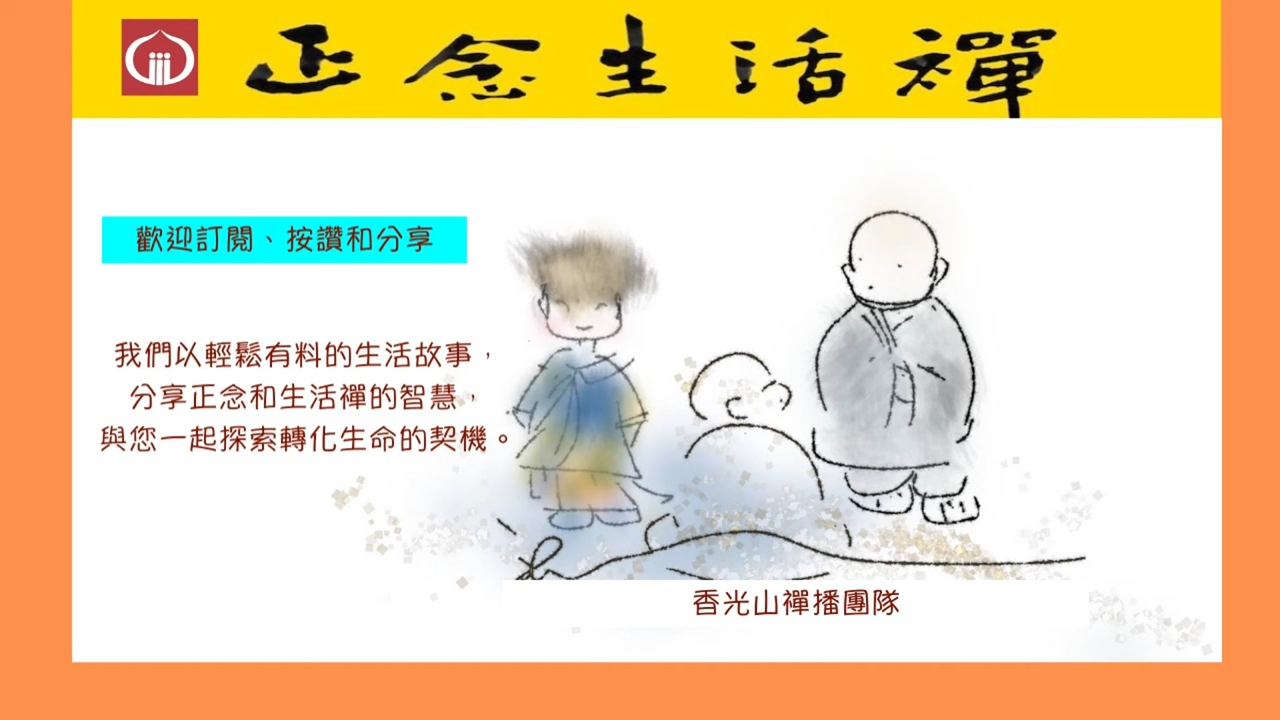 正念生活禪
歡迎訂閱、按讚和分享
我們以輕鬆有料的生活故事，
分享正念和生活禪的智慧，
與您一起探索轉化生命的契機。
香光山禪播團隊